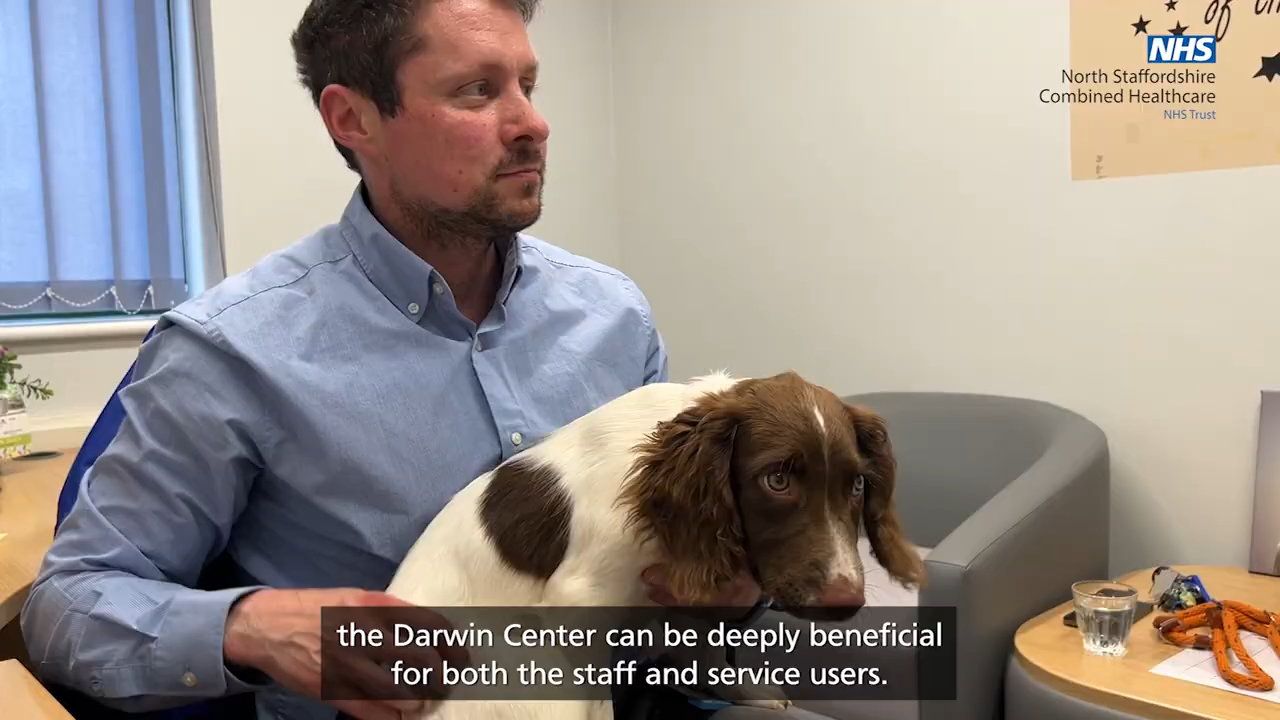 of
NHS
North Staffordshire
Combined Healthcare
NHS Trust
the Darwin Center can be deeply beneficial
for both the staff and service users.